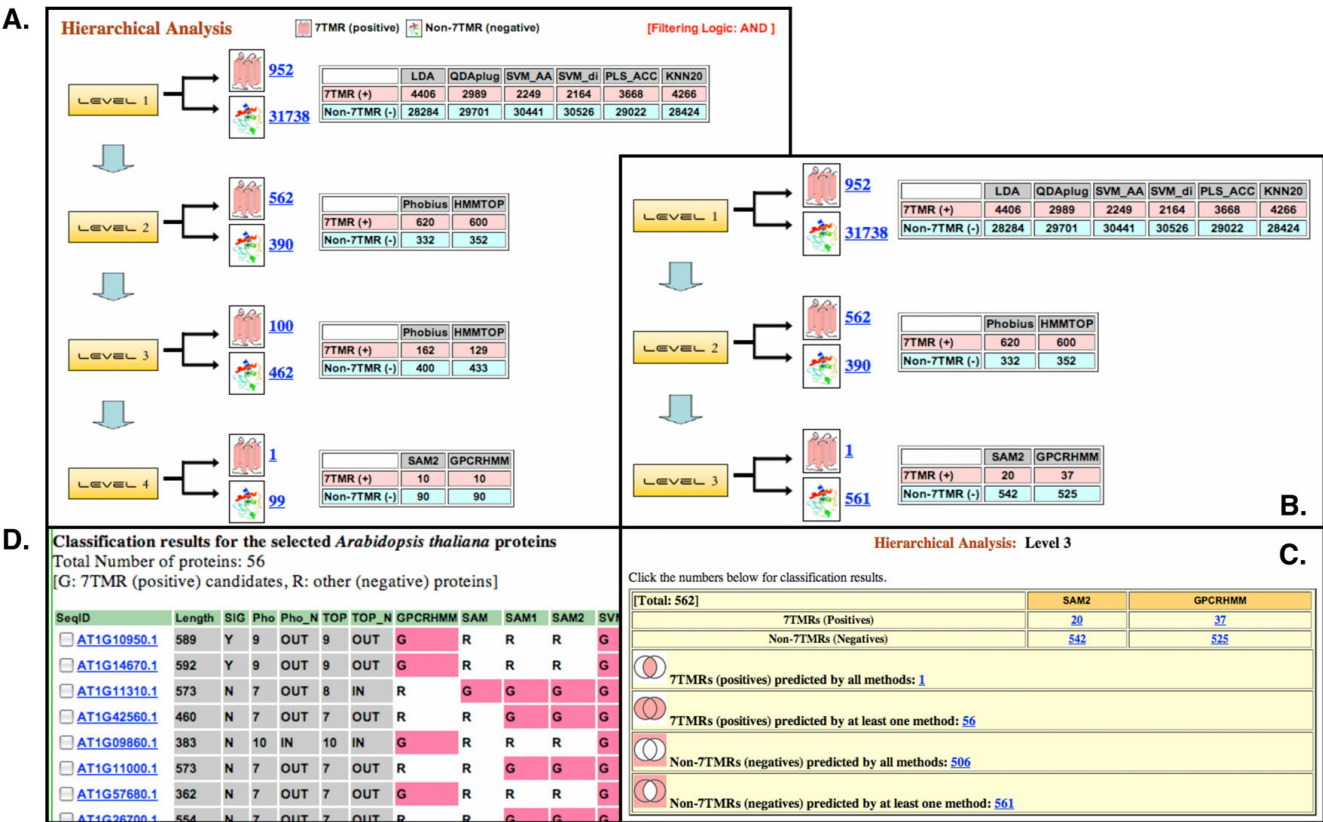 A.
Hierarchical Analysis 7TMR (positive) Non-7TMR (negative) [Filtering Logic: AND ]
LEVEL 1
952
31738
LDA QDAplug SVM_AA SVM_di PLS_ACC KNN20
7TMR (+) 4406 2989 2249 2164 3668 4266
Non-7TMR (-) 28284 29701 30441 30526 29022 28424
LEVEL 2
562
390
Phobius HMMTOP
7TMR (+) 620 600
Non-7TMR (-) 332 352
LEVEL 3
100
462
Phobius HMMTOP
7TMR (+) 162 129
Non-7TMR (-) 400 433
LEVEL 4
1
99
SAM2 GPCRHMM
7TMR (+) 10 10
Non-7TMR (-) 90 90
LEVEL 1
952
31738
LDA QDAplug SVM_AA SVM_di PLS_ACC KNN20
7TMR (+) 4406 2989 2249 2164 3668 4266
Non-7TMR (-) 28284 29701 30441 30526 29022 28424
LEVEL 2
562
390
Phobius HMMTOP
7TMR (+) 620 600
Non-7TMR (-) 332 352
LEVEL 3
1
561
SAM2 GPCRHMM
7TMR (+) 20 37
Non-7TMR (-) 542 525
B.
D.
Classification results for the selected Arabidopsis thaliana proteins
Total Number of proteins: 56
[G: 7TMR (positive) candidates, R: other (negative) proteins]
SeqID Length SIG Pho Pho_N TOP TOP_N GPCRHMM SAM SAM1 SAM2
AT1G10950.1 589 Y 9 OUT 9 OUT G R R R G
AT1G14670.1 592 Y 9 OUT 9 OUT G R R R G
AT1G11310.1 573 N 7 OUT 8 IN R G G G G
AT1G42560.1 460 N 7 OUT 7 OUT R R G G G
AT1G09860.1 383 N 10 IN 10 IN G R R R G
AT1G11000.1 573 N 7 OUT 7 OUT R R G G G
AT1G57680.1 362 N 7 OUT 7 OUT G R R R G
AT1G26700.1 554 N 7 OUT 7 OUT R R G G G
Hierarchical Analysis: Level 3
C.
Click the numbers below for classification results.
[Total: 562] SAM2 GPCRHMM
7TMRs (Positives) 20 37
Non-7TMRs (Negatives) 542 525
7TMRs (positives) predicted by all methods: 1
7TMRs (positives) predicted by at least one method: 56
Non-7TMRs (negatives) predicted by all methods: 506
Non-7TMRs (negatives) predicted by at least one method: 561